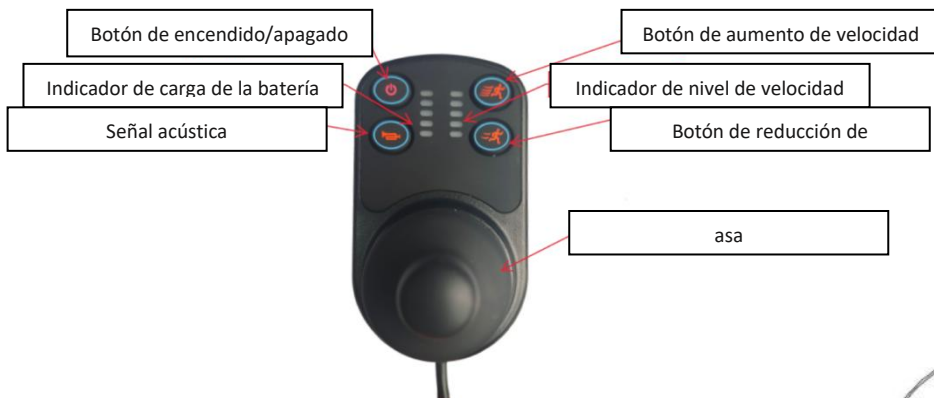 Botón de encendido/apagado
Botón de aumento de velocidad
Indicador de carga de la batería
Indicador de nivel de velocidad
Señal acústica
Botón de reducción de
asa